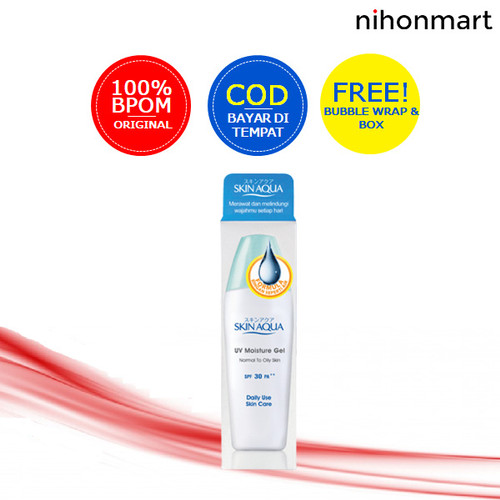 nihonmart
100%
BPOM
ORIGINAL
COD
BAYAR DI
TEMPAT
FREE!
BUBBLE WRAP &
BOX
スキンアクア
SKIN AQUA
Merawat dan melindungi
wajahmu setiap hari
FORMULA
スキンアクア
SKIN AQUA
UV Moisture Gel
Normal To Oily Skin
SPF 30 PA++
Daily Use
Skin Care